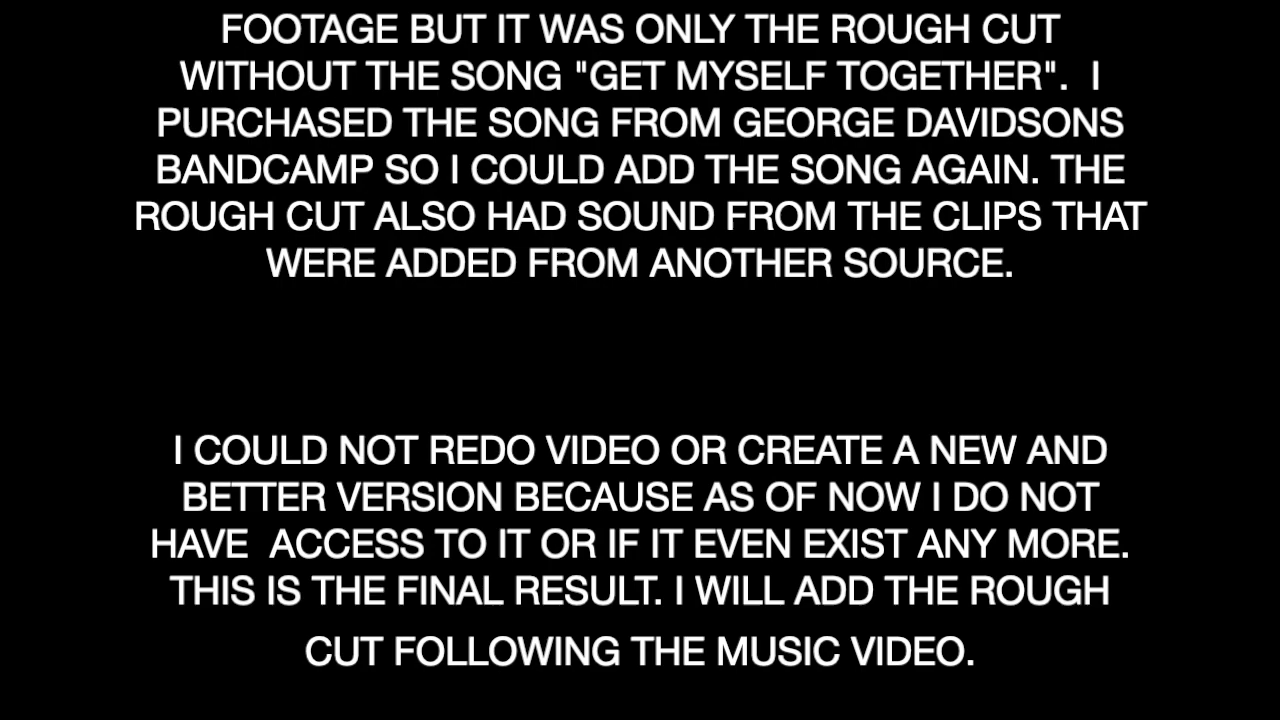 FOOTAGE BUT IT WAS ONLY THE ROUGH CUT
WITHOUT THE SONG "GET MYSELF TOGETHER".  I
PURCHASED THE SONG FROM GEORGE DAVIDSONS
BANDCAMP SO I COULD ADD THE SONG AGAIN. THE
ROUGH CUT ALSO HAD SOUND FROM THE CLIPS THAT
WERE ADDED FROM ANOTHER SOURCE.
I COULD NOT REDO VIDEO OR CREATE A NEW AND
BETTER VERSION BECAUSE AS OF NOW I DO NOT
HAVE  ACCESS TO IT OR IF IT EVEN EXIST ANY MORE.
THIS IS THE FINAL RESULT. I WILL ADD THE ROUGH
CUT FOLLOWING THE MUSIC VIDEO.